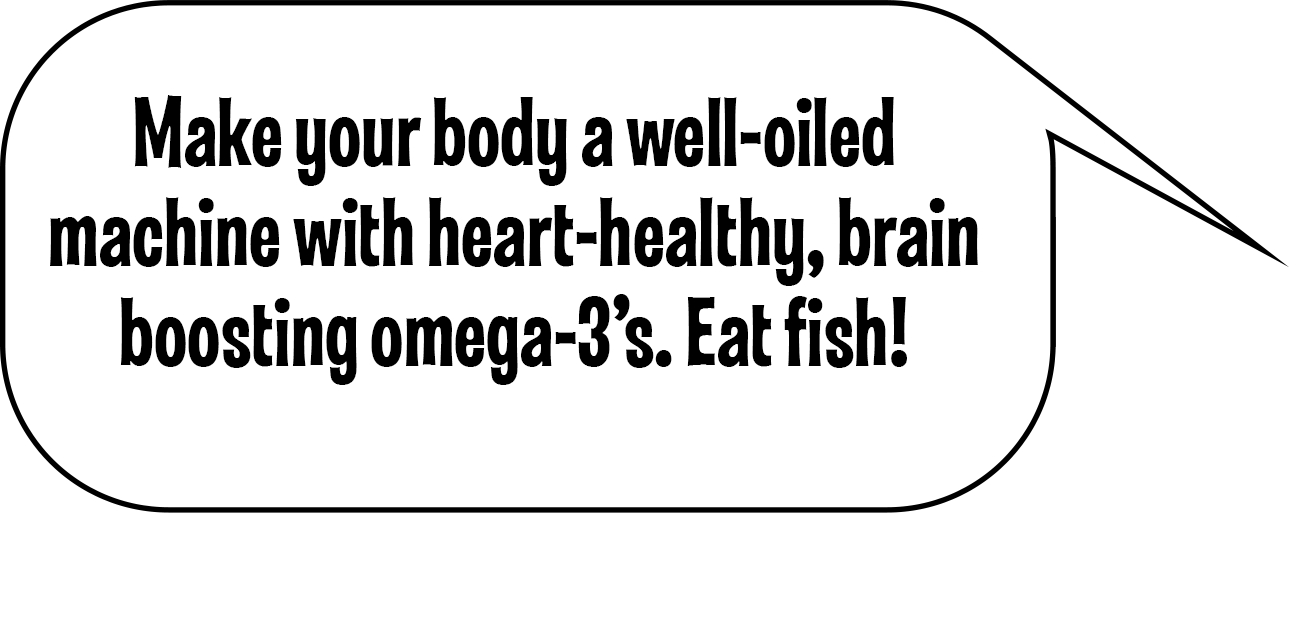 Make your body a well-oiled
machine with heart-healthy, brain
boosting omega-3’s. Eat fish!